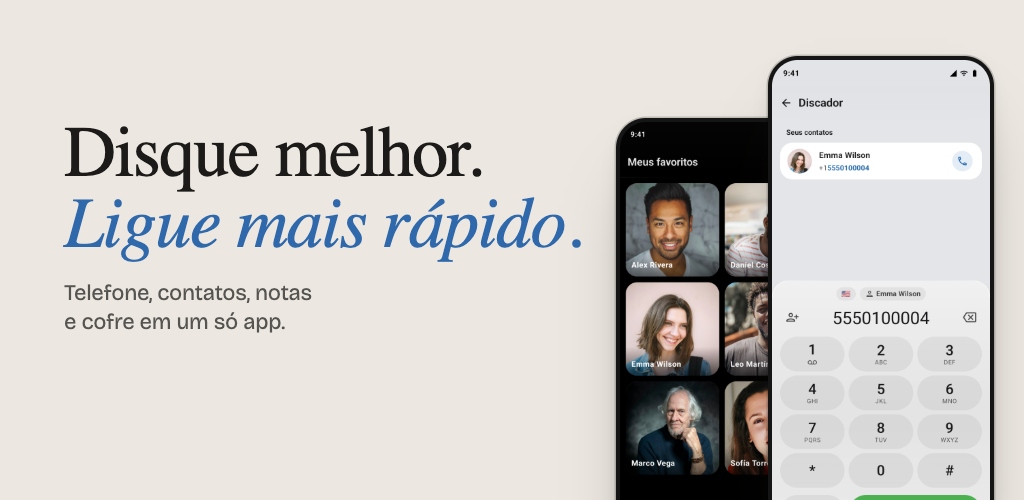 Disque melhor.
Ligue mais rápido.
Telefone, contatos, notas
e cofre em um só app.
9:41
Meus favoritos
Alex Rivera
Daniel
Emma Wilson
Leo
Marco Vega
Sofía
9:41
Discador
Seus contatos
Emma Wilson
+15550100004
Emma Wilson
5550100004
1 2 3
ABC DEF
4 5 6
GHI JKL MNO
7 8 9
PQRS TUV WXYZ
* 0 #